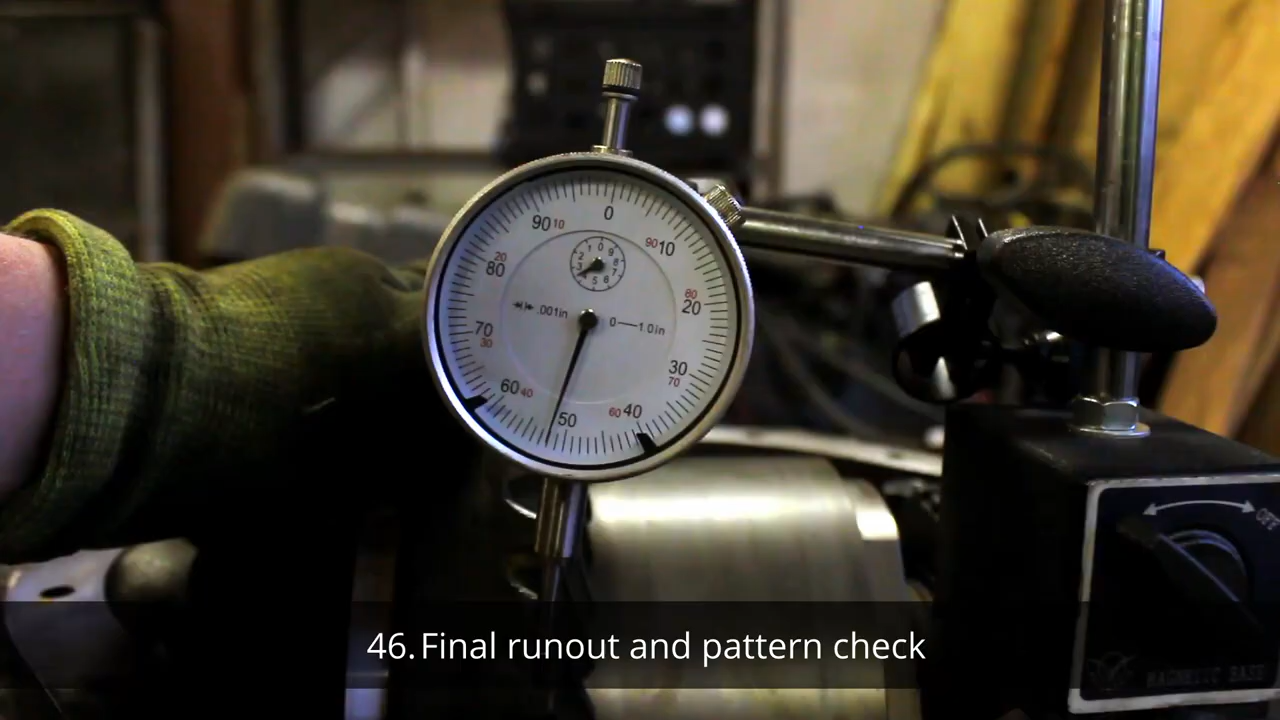 0
90 10
90 10
20
80
80
20
1 0 9
2 8
3 7
5 6
.001in
0—1.0in
70
30
30
70
60 40
60 40
50
OFF
MAGNETIC BASE
46. Final runout and pattern check